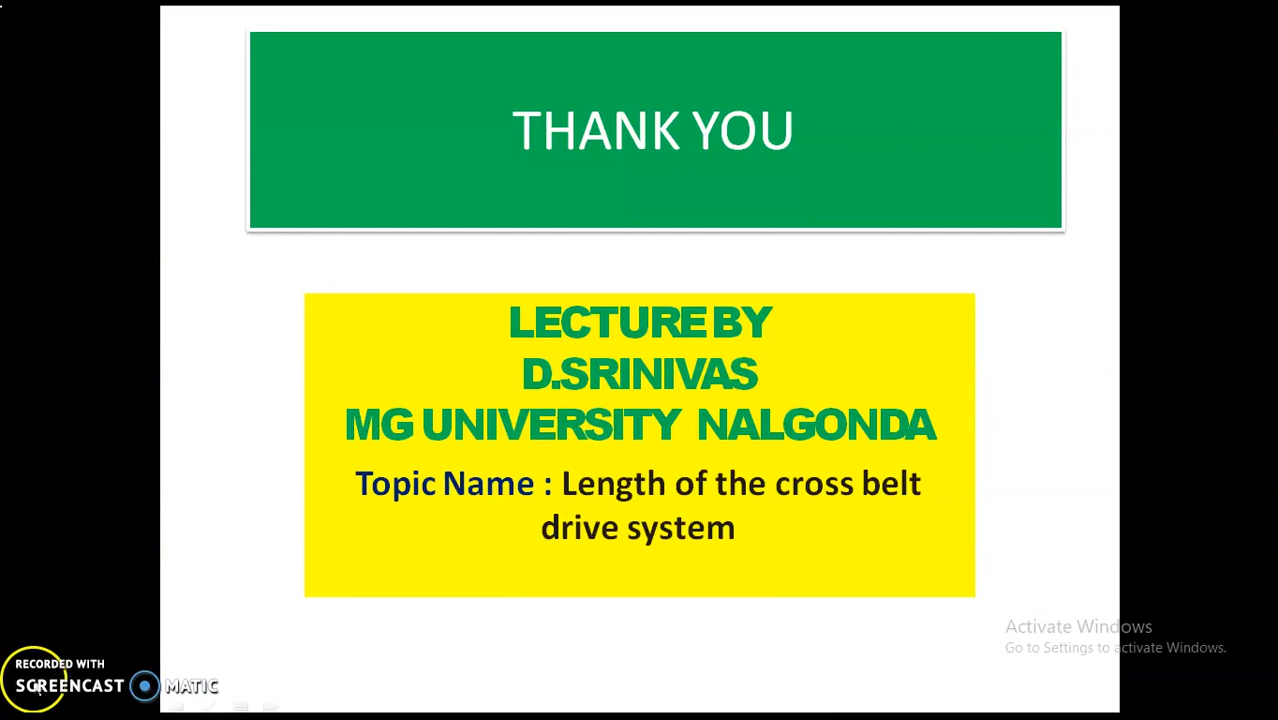 THANK YOU
LECTURE BY
D.SRINIVAS
MG UNIVERSITY NALGONDA
Topic Name : Length of the cross belt
drive system
Activate Windows
Go to Settings to activate Windows.
RECORDED WITH
SCREENCAST MATIC